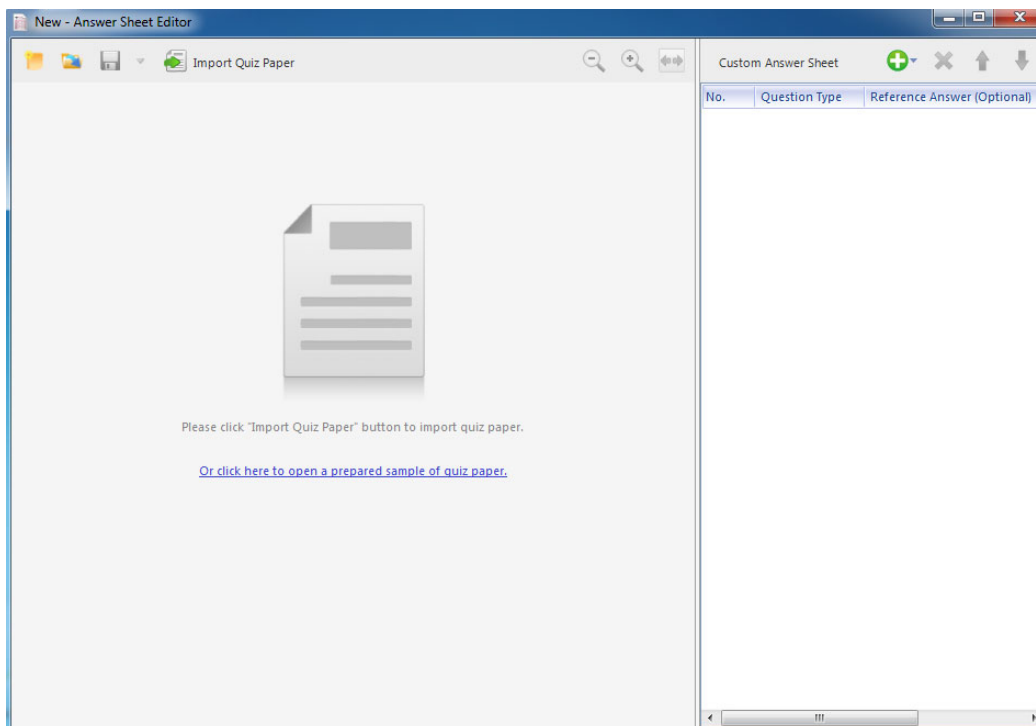 New - Answer Sheet Editor
Import Quiz Paper
Custom Answer Sheet
No. Question Type Reference Answer (Optional)
Please click "Import Quiz Paper" button to import quiz paper.
Or click here to open a prepared sample of quiz paper.